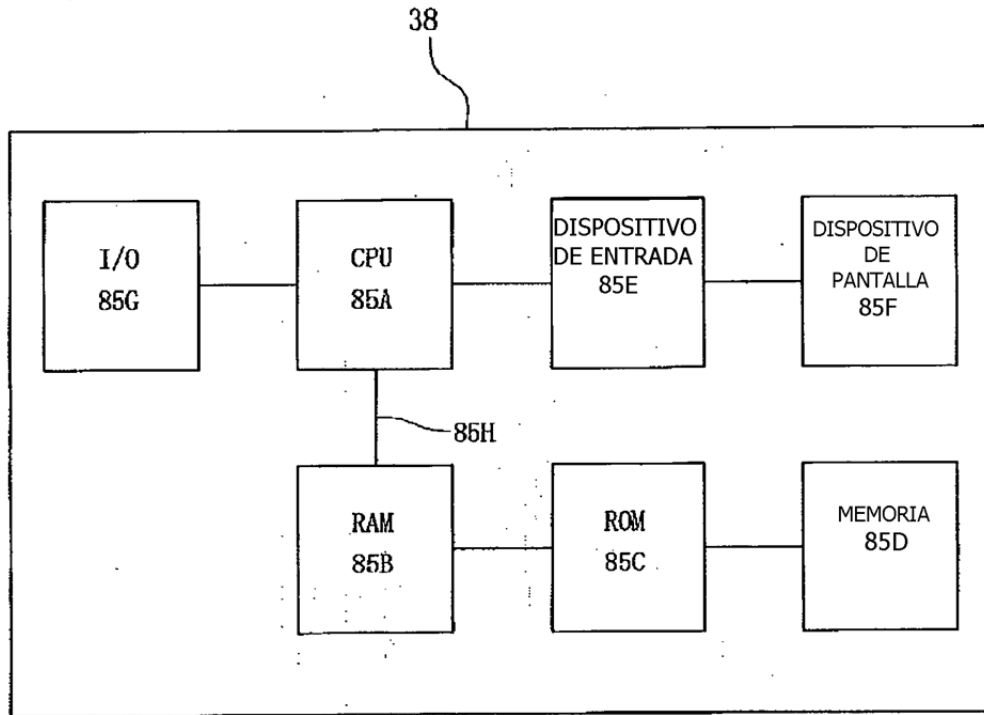 38
I/O
85G
CPU
85A
DISPOSITIVO
DE ENTRADA
85E
DISPOSITIVO
DE
PANTALLA
85F
85H
RAM
85B
ROM
85C
MEMORIA
85D